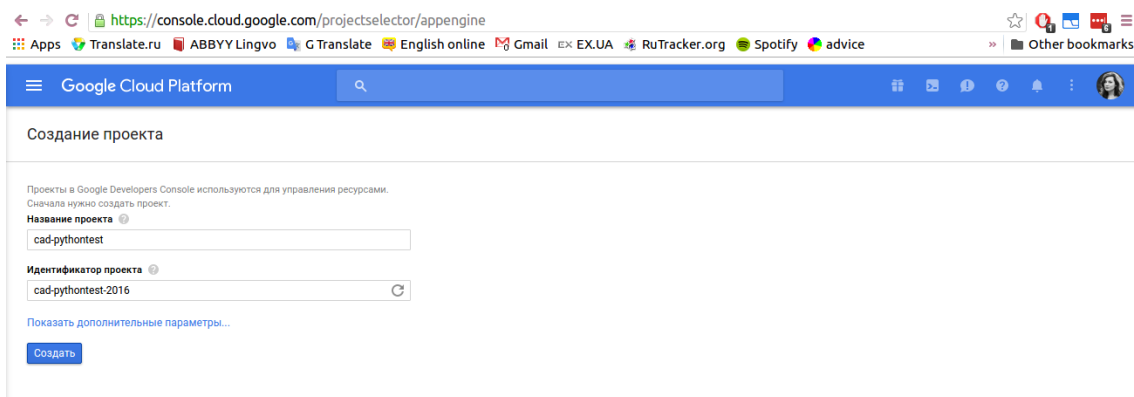 https://console.cloud.google.com/projectselector/appengine
Apps Translate.ru ABBYY Lingvo G Translate English online Gmail EX EX.UA RuTracker.org Spotify advice » Other bookmarks
Google Cloud Platform
Создание проекта
Проекты в Google Developers Console используются для управления ресурсами.
Сначала нужно создать проект.
Название проекта
cad-pythontest
Идентификатор проекта
cad-pythontest-2016
Показать дополнительные параметры...
Создать